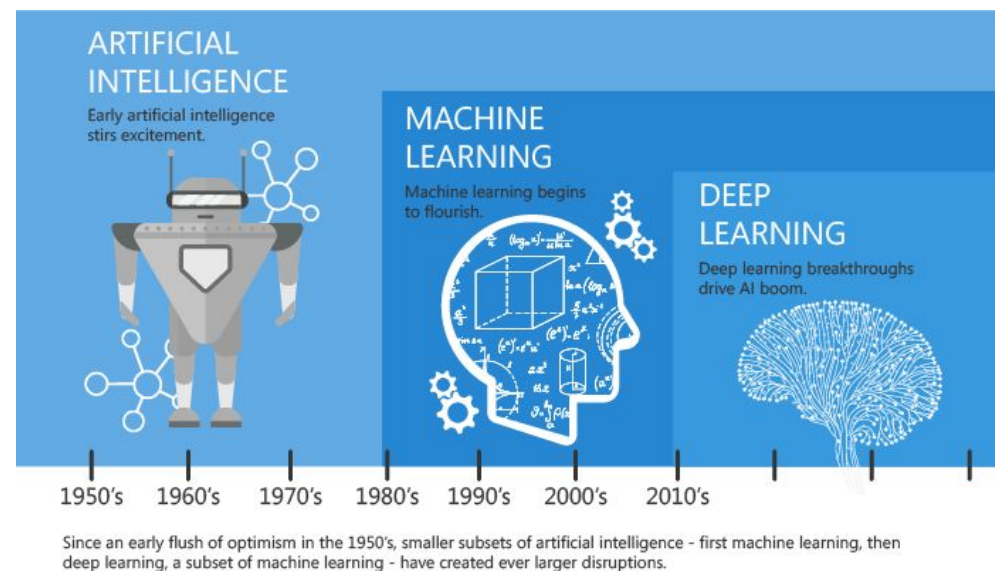 ARTIFICIAL
INTELLIGENCE
Early artificial intelligence
stirs excitement.
MACHINE
LEARNING
Machine learning begins
to flourish.
DEEP
LEARNING
Deep learning breakthroughs
drive AI boom.
1950's 1960's 1970's 1980's 1990's 2000's 2010's
Since an early flush of optimism in the 1950's, smaller subsets of artificial intelligence - first machine learning, then
deep learning, a subset of machine learning - have created ever larger disruptions.